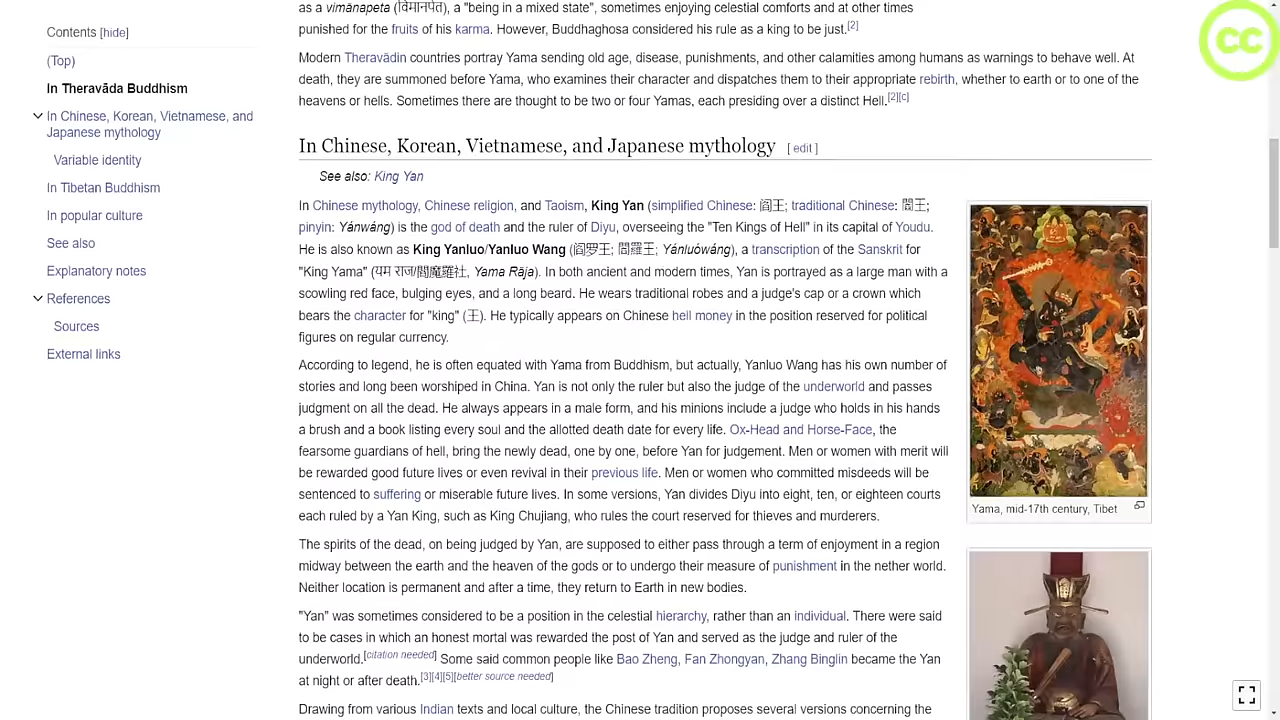 as a vimānapeta (विमानपेत), a "being in a mixed state", sometimes enjoying celestial comforts and at other times
punished for the fruits of his karma. However, Buddhaghosa considered his rule as a king to be just.[2]
Modern Theravādin countries portray Yama sending old age, disease, punishments, and other calamities among humans as warnings to behave well. At
death, they are summoned before Yama, who examines their character and dispatches them to their appropriate rebirth, whether to earth or to one of the
heavens or hells. Sometimes there are thought to be two or four Yamas, each presiding over a distinct Hell.[2][c]
Contents [hide]
(Top)
In Theravāda Buddhism
In Chinese, Korean, Vietnamese, and
Japanese mythology
Variable identity
In Tibetan Buddhism
In popular culture
See also
Explanatory notes
References
Sources
External links
In Chinese, Korean, Vietnamese, and Japanese mythology [ edit ]
See also: King Yan
In Chinese mythology, Chinese religion, and Taoism, King Yan (simplified Chinese: 阎王; traditional Chinese: 閻王;
pinyin: Yánwáng) is the god of death and the ruler of Diyu, overseeing the "Ten Kings of Hell" in its capital of Youdu.
He is also known as King Yanluo/Yanluo Wang (阎罗王; 閻羅王; Yánluówáng), a transcription of the Sanskrit for
"King Yama" (यम राज/閻魔羅社, Yama Rāja). In both ancient and modern times, Yan is portrayed as a large man with a
scowling red face, bulging eyes, and a long beard. He wears traditional robes and a judge's cap or a crown which
bears the character for "king" (王). He typically appears on Chinese hell money in the position reserved for political
figures on regular currency.
According to legend, he is often equated with Yama from Buddhism, but actually, Yanluo Wang has his own number of
stories and long been worshiped in China. Yan is not only the ruler but also the judge of the underworld and passes
judgment on all the dead. He always appears in a male form, and his minions include a judge who holds in his hands
a brush and a book listing every soul and the allotted death date for every life. Ox-Head and Horse-Face, the
fearsome guardians of hell, bring the newly dead, one by one, before Yan for judgement. Men or women with merit will
be rewarded good future lives or even revival in their previous life. Men or women who committed misdeeds will be
sentenced to suffering or miserable future lives. In some versions, Yan divides Diyu into eight, ten, or eighteen courts
each ruled by a Yan King, such as King Chujiang, who rules the court reserved for thieves and murderers.
The spirits of the dead, on being judged by Yan, are supposed to either pass through a term of enjoyment in a region
midway between the earth and the heaven of the gods or to undergo their measure of punishment in the nether world.
Neither location is permanent and after a time, they return to Earth in new bodies.
"Yan" was sometimes considered to be a position in the celestial hierarchy, rather than an individual. There were said
to be cases in which an honest mortal was rewarded the post of Yan and served as the judge and ruler of the
underworld.[citation needed] Some said common people like Bao Zheng, Fan Zhongyan, Zhang Binglin became the Yan
at night or after death.[3][4][5][better source needed]
Drawing from various Indian texts and local culture, the Chinese tradition proposes several versions concerning the
Yama, mid-17th century, Tibet
CC